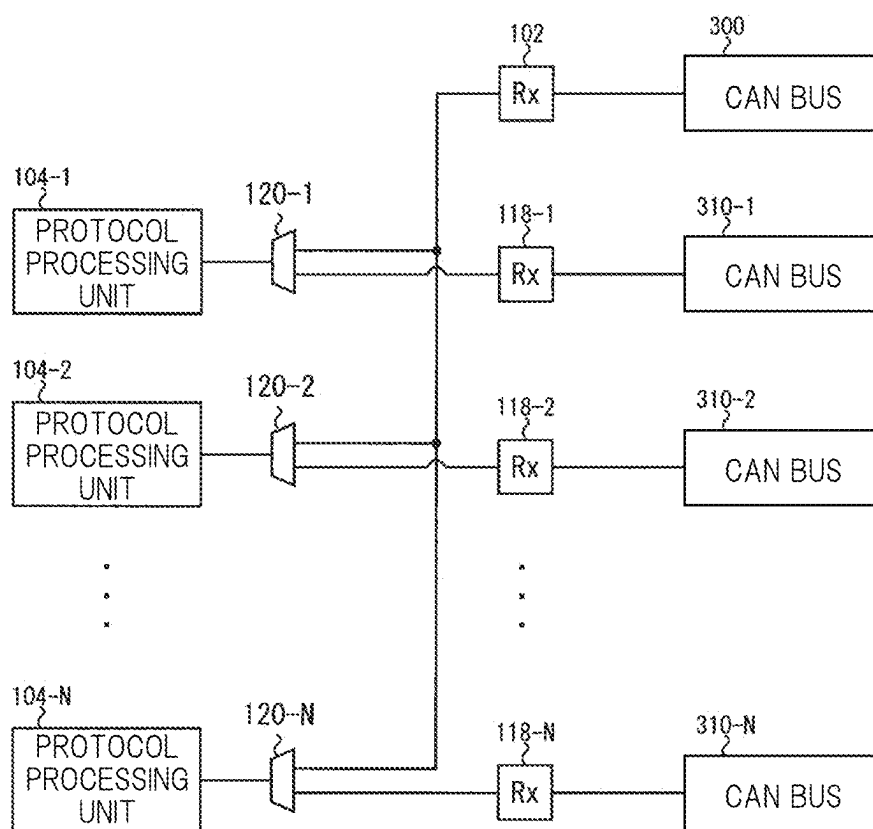 102
300
Rx
CAN BUS
104-1
120-1
118-1
310-1
PROTOCOL
PROCESSING
UNIT
Rx
CAN BUS
104-2
120-2
118-2
310-2
PROTOCOL
PROCESSING
UNIT
Rx
CAN BUS
104-N
120-N
118-N
310-N
PROTOCOL
PROCESSING
UNIT
Rx
CAN BUS